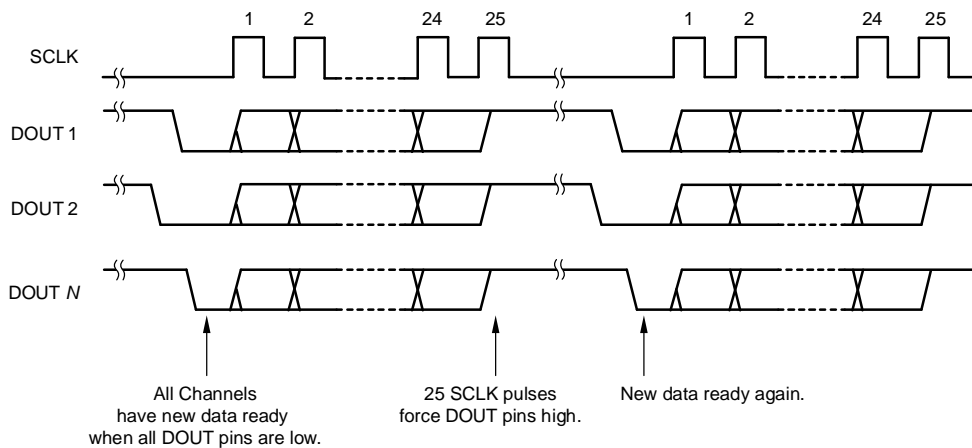 1 2 24 25 1 2 24 25
SCLK
DOUT 1
DOUT 2
DOUT N
All Channels
have new data ready
when all DOUT pins are low.
25 SCLK pulses
force DOUT pins high.
New data ready again.